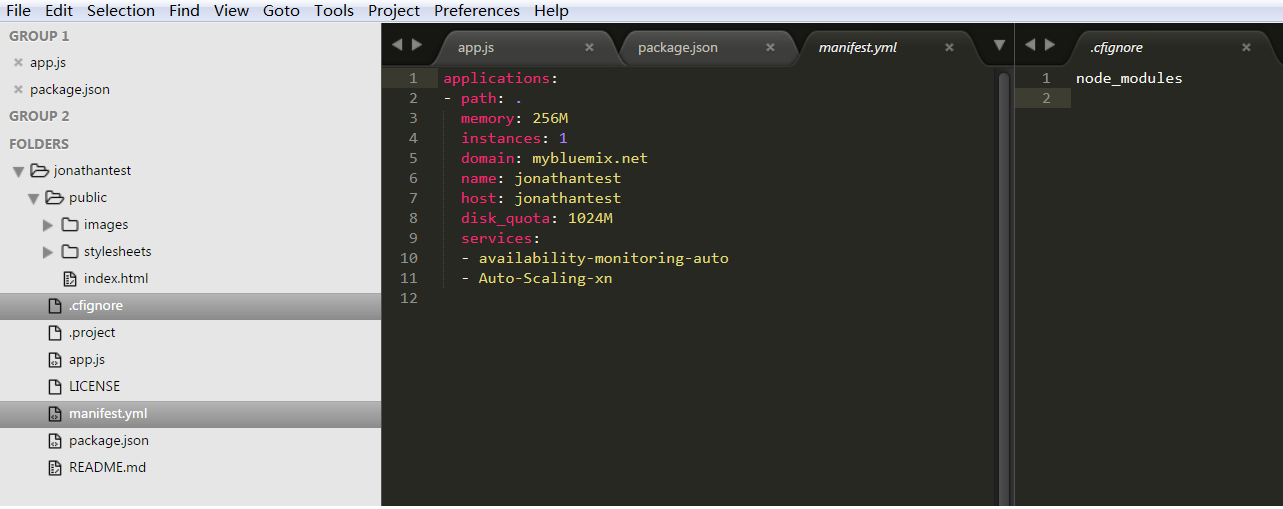 File Edit Selection Find View Goto Tools Project Preferences Help
GROUP 1
app.js
package.json
GROUP 2
FOLDERS
jonathantest
public
images
stylesheets
index.html
.cfignore
.project
app.js
LICENSE
manifest.yml
package.json
README.md
app.js package.json manifest.yml
1 applications:
2 - path: .
3 memory: 256M
4 instances: 1
5 domain: mybluemix.net
6 name: jonathantest
7 host: jonathantest
8 disk_quota: 1024M
9 services:
10 - availability-monitoring-auto
11 - Auto-Scaling-xn
12
.cfignore
1 node_modules
2